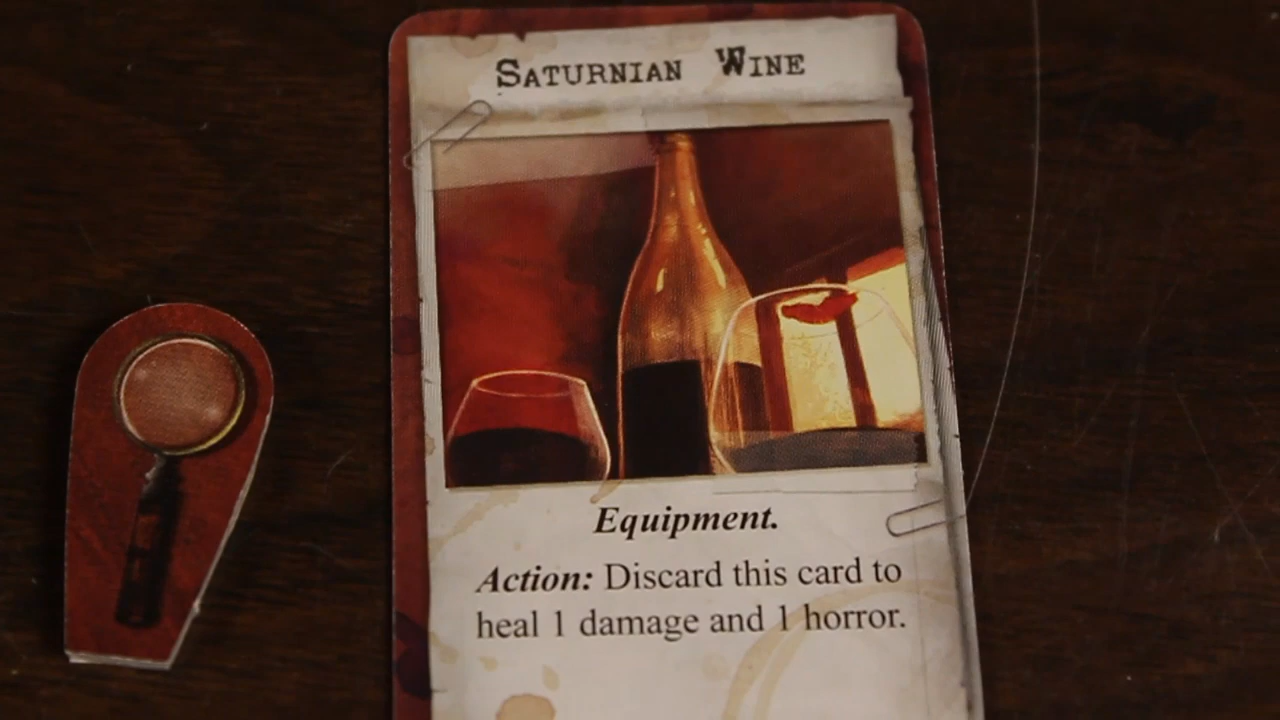 Saturnian Wine
Equipment.
Action: Discard this card to
heal 1 damage and 1 horror.